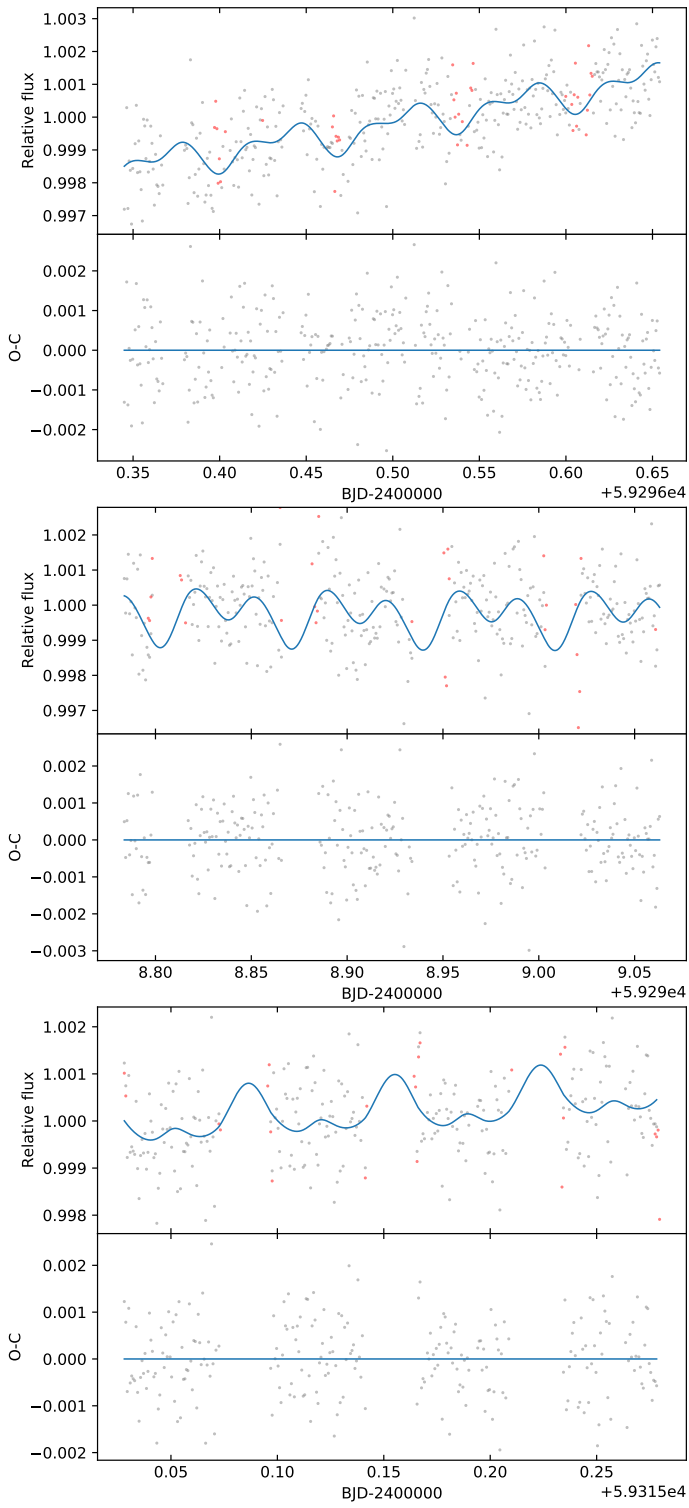 1.003
1.002
1.001
1.000
0.999
0.998
0.997
Relative flux
0.002
0.001
0.000
−0.001
−0.002
O-C
0.35 0.40 0.45 0.50 0.55 0.60 0.65
BJD-2400000
+5.9296e4
1.002
1.001
1.000
0.999
0.998
0.997
Relative flux
0.002
0.001
0.000
−0.001
−0.002
−0.003
O-C
8.80 8.85 8.90 8.95 9.00 9.05
BJD-2400000
+5.929e4
1.002
1.001
1.000
0.999
0.998
Relative flux
0.002
0.001
0.000
−0.001
−0.002
O-C
0.05 0.10 0.15 0.20 0.25
BJD-2400000
+5.9315e4